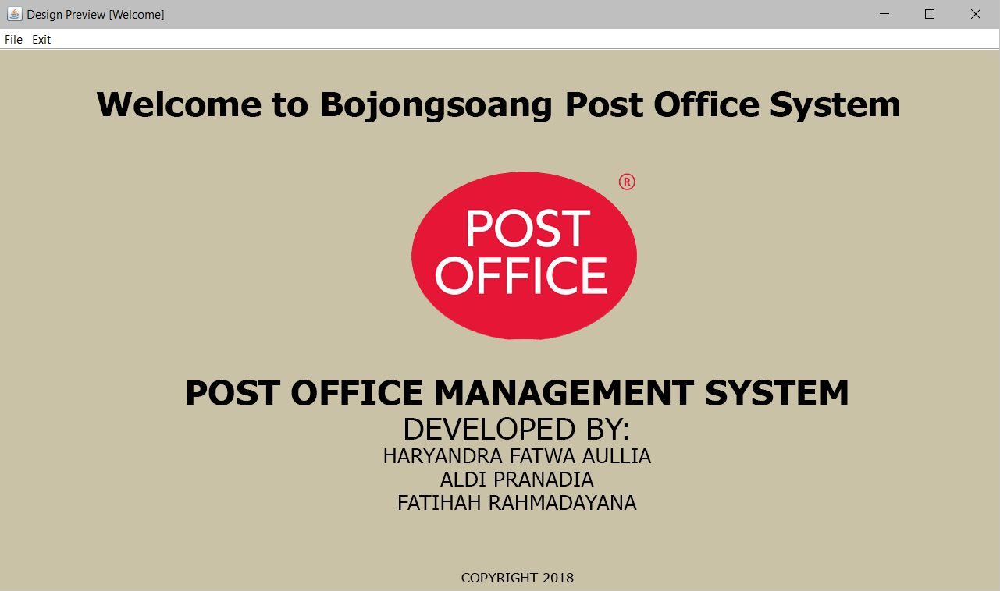 Design Preview [Welcome]
File Exit
Welcome to Bojongsoang Post Office System
®
POST
OFFICE
POST OFFICE MANAGEMENT SYSTEM
DEVELOPED BY:
HARYANDRA FATWA AULLIA
ALDI PRANADIA
FATIHAH RAHMADAYANA
COPYRIGHT 2018